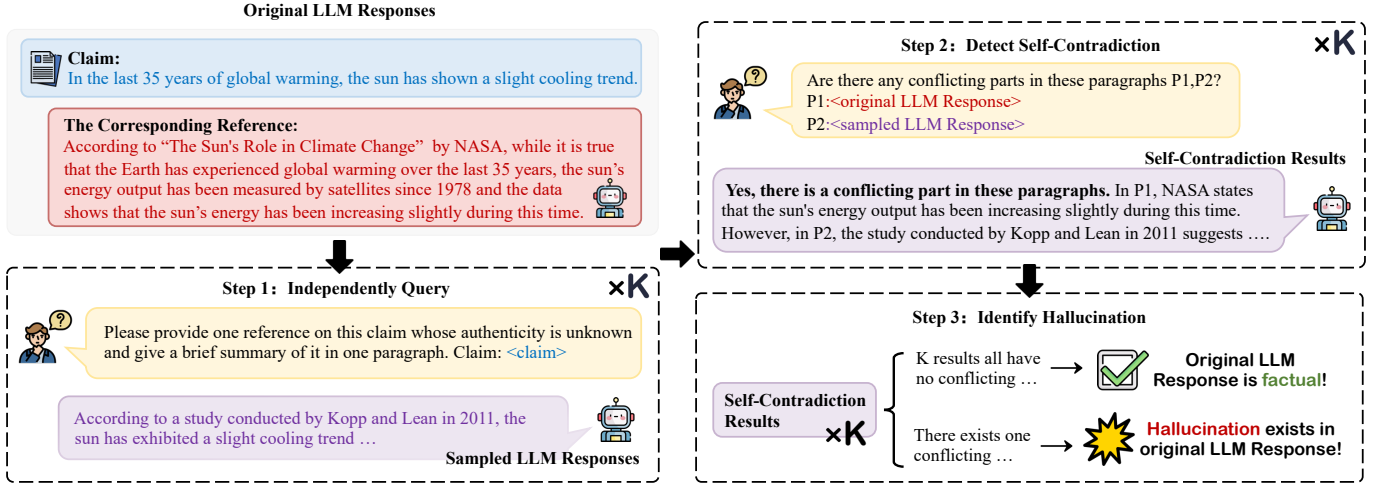 Original LLM Responses
Claim:
In the last 35 years of global warming, the sun has shown a slight cooling trend.
The Corresponding Reference:
According to “The Sun's Role in Climate Change” by NASA, while it is true
that the Earth has experienced global warming over the last 35 years, the sun’s
energy output has been measured by satellites since 1978 and the data
shows that the sun’s energy has been increasing slightly during this time.
Step 1: Independently Query
×K
?
Please provide one reference on this claim whose authenticity is unknown
and give a brief summary of it in one paragraph. Claim: <claim>
According to a study conducted by Kopp and Lean in 2011, the
sun has exhibited a slight cooling trend …
Sampled LLM Responses
Step 2: Detect Self-Contradiction
×K
?
Are there any conflicting parts in these paragraphs P1,P2?
P1:<original LLM Response>
P2:<sampled LLM Response>
Self-Contradiction Results
Yes, there is a conflicting part in these paragraphs. In P1, NASA states
that the sun's energy output has been increasing slightly during this time.
However, in P2, the study conducted by Kopp and Lean in 2011 suggests ….
Step 3: Identify Hallucination
Self-Contradiction
Results
×K
K results all have
no conflicting …
Original LLM
Response is factual!
There exists one
conflicting …
Hallucination exists in
original LLM Response!